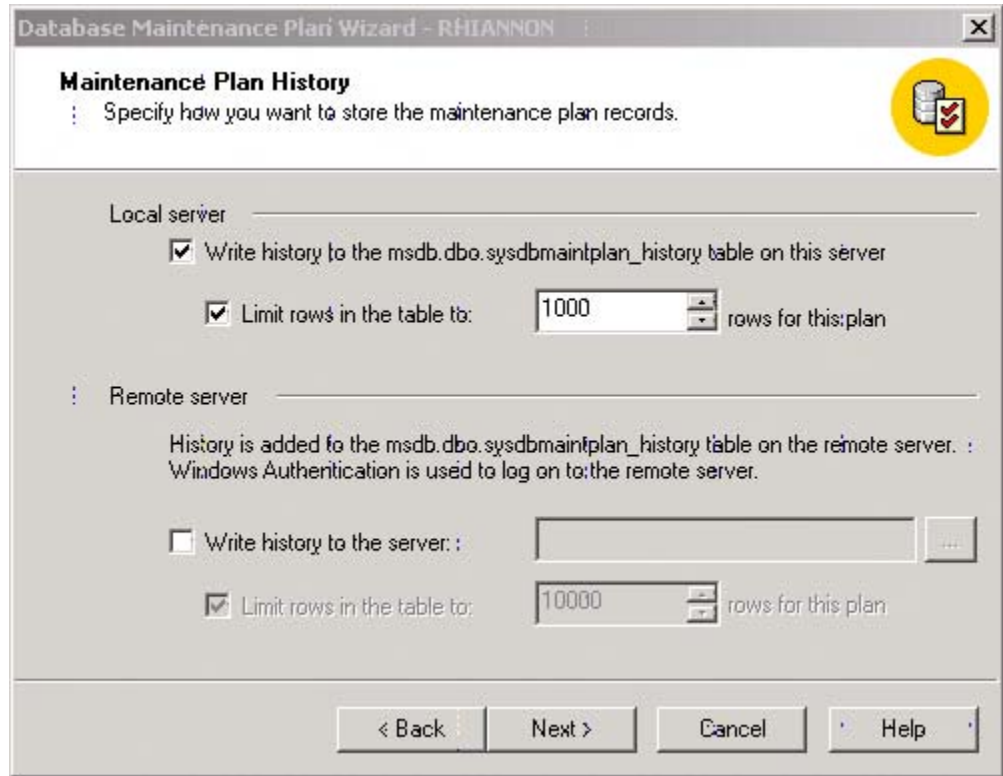 Database Maintenance Plan Wizard - RHIANNON
Maintenance Plan History
Specify how you want to store the maintenance plan records.
Local server
Write history to the msdb.dbo.sysdbmaintplan_history table on this server
Limit rows in the table to: 1000 rows for this plan
Remote server
History is added to the msdb.dbo.sysdbmaintplan_history table on the remote server.
Windows Authentication is used to log on to the remote server.
Write history to the server: ...
Limit rows in the table to: 10000 rows for this plan
< Back Next > Cancel Help